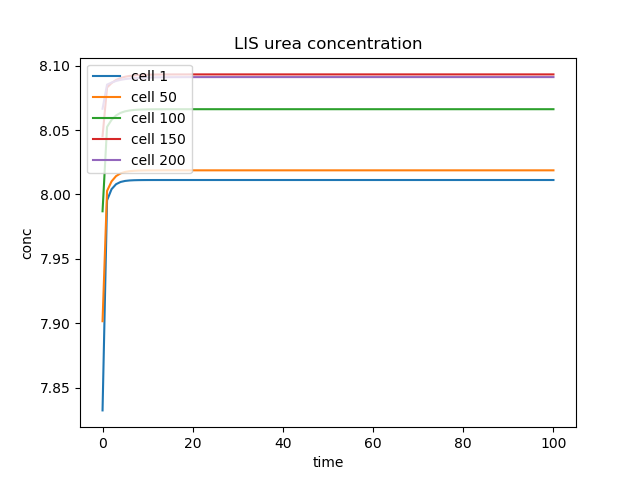 LIS urea concentration
8.10
8.05
8.00
7.95
7.90
7.85
conc
cell 1
cell 50
cell 100
cell 150
cell 200
0
20
40
60
80
100
time